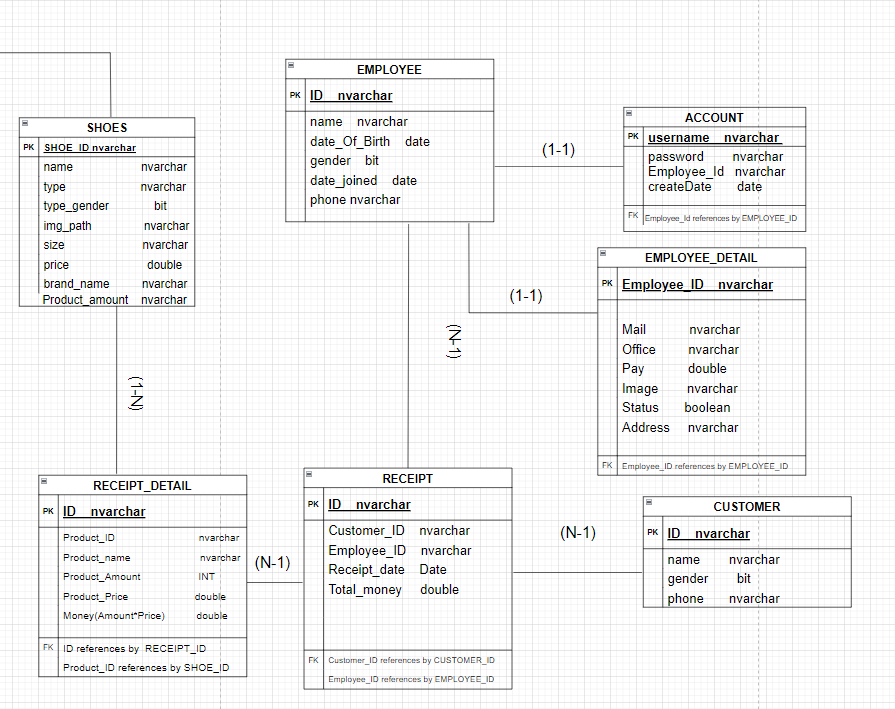 EMPLOYEE
PK ID nvarchar
name nvarchar
date_Of_Birth date
gender bit
date_joined date
phone nvarchar
(1-1)
ACCOUNT
PK username nvarchar
password nvarchar
Employee_Id nvarchar
createDate date
FK Employee_Id references by EMPLOYEE_ID
SHOES
PK SHOE_ID nvarchar
name nvarchar
type nvarchar
type_gender bit
img_path nvarchar
size nvarchar
price double
brand_name nvarchar
Product_amount nvarchar
(1-1)
EMPLOYEE_DETAIL
PK Employee_ID nvarchar
Mail nvarchar
Office nvarchar
Pay double
Image nvarchar
Status boolean
Address nvarchar
FK Employee_ID references by EMPLOYEE_ID
(N-1)
(1-N)
RECEIPT_DETAIL
PK ID nvarchar
Product_ID nvarchar
Product_name nvarchar
Product_Amount INT
Product_Price double
Money(Amount*Price) double
FK ID references by RECEIPT_ID
Product_ID references by SHOE_ID
(N-1)
RECEIPT
PK ID nvarchar
Customer_ID nvarchar
Employee_ID nvarchar
Receipt_date Date
Total_money double
FK Customer_ID references by CUSTOMER_ID
Employee_ID references by EMPLOYEE_ID
(N-1)
CUSTOMER
PK ID nvarchar
name nvarchar
gender bit
phone nvarchar